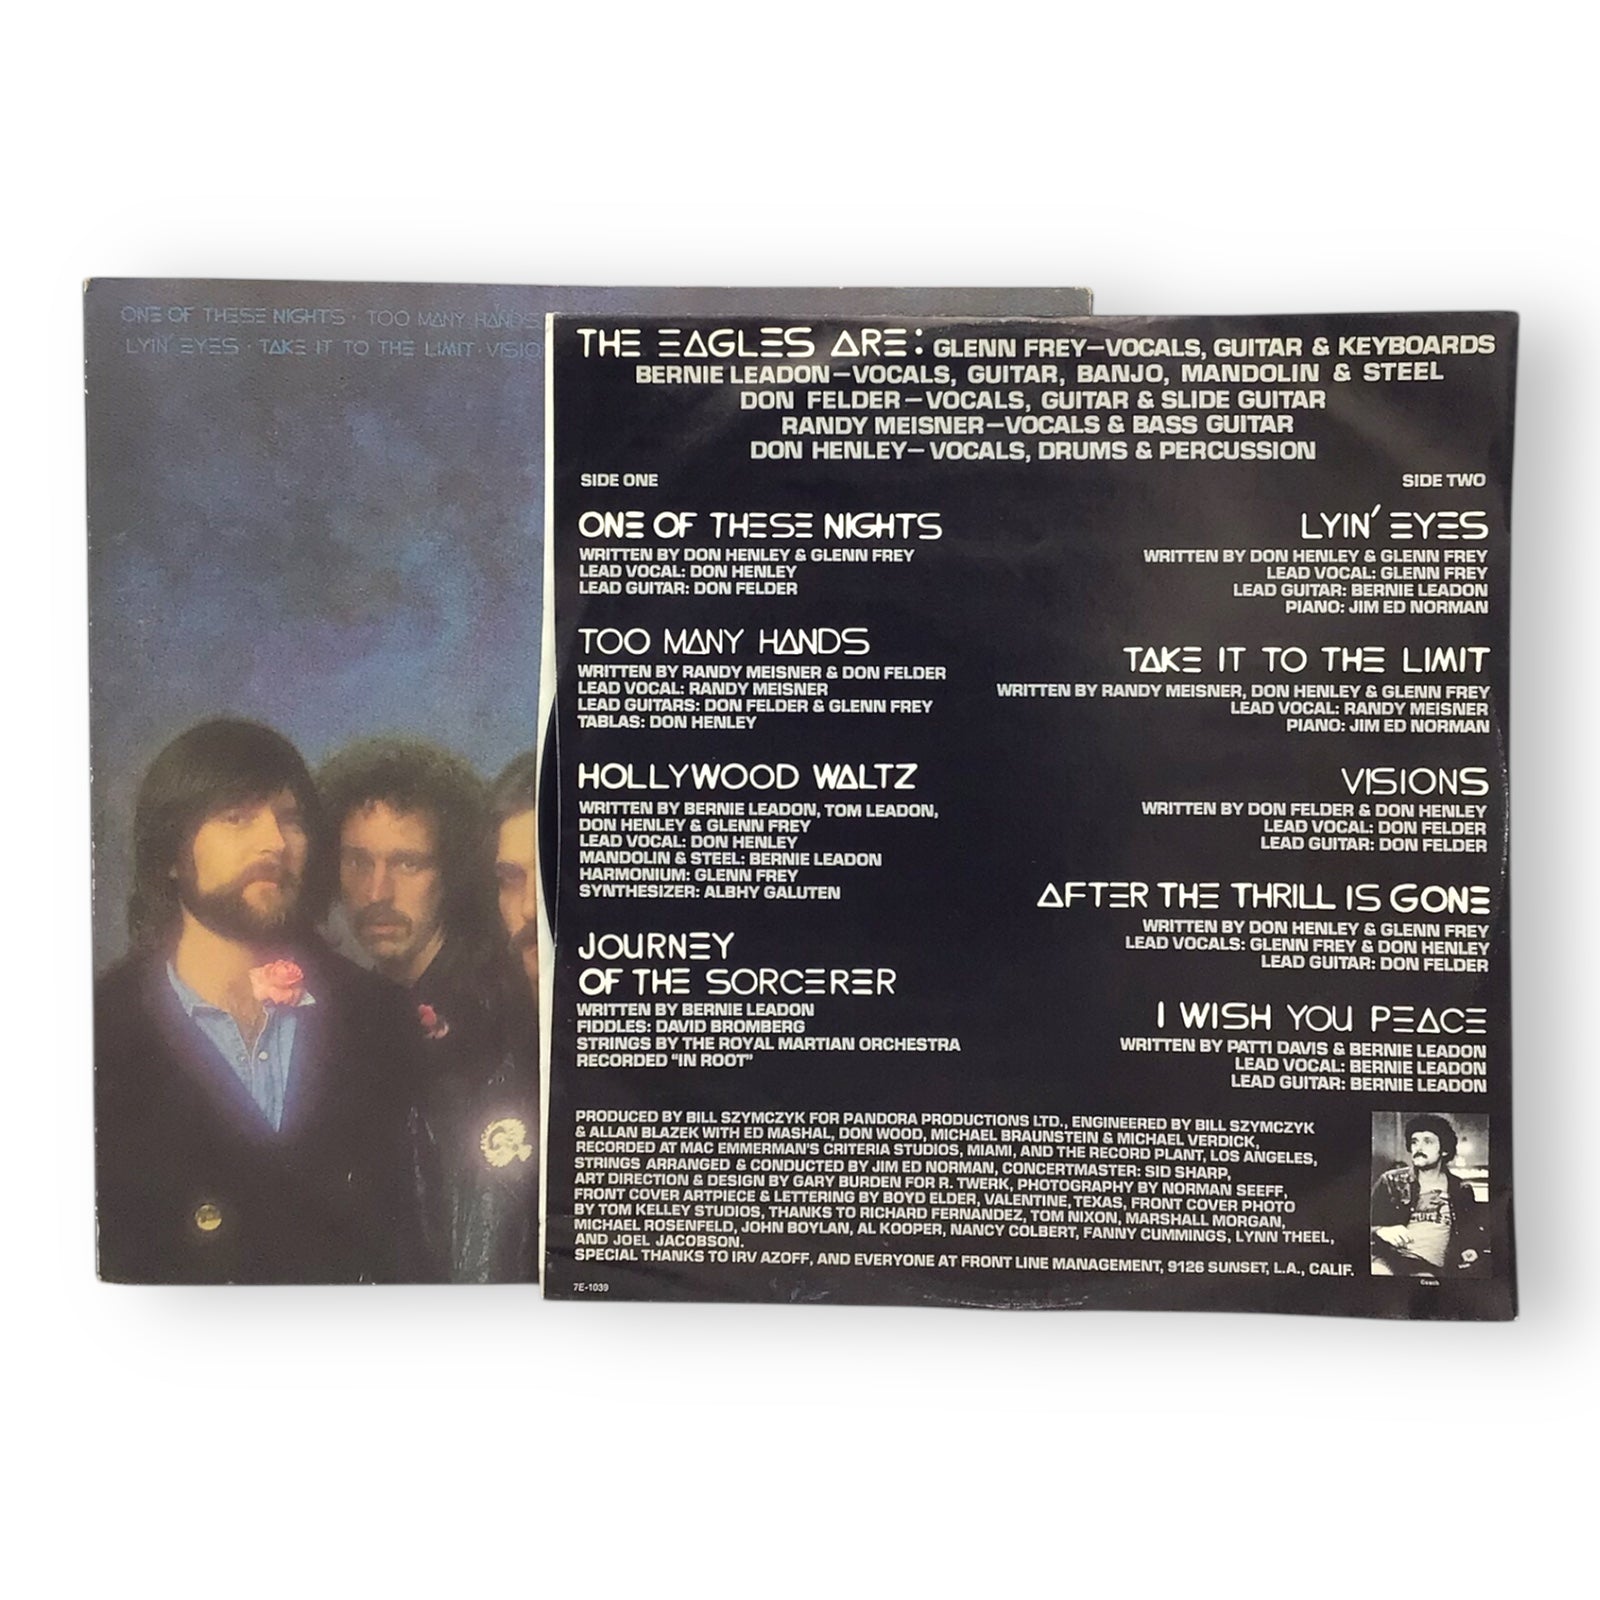 ONE OF THESE NIGHTS · TOO MANY HANDS
LYIN' EYES · TAKE IT TO THE LIMIT · VISIO
THE EAGLES ARE: GLENN FREY—VOCALS, GUITAR & KEYBOARDS
BERNIE LEADON—VOCALS, GUITAR, BANJO, MANDOLIN & STEEL
DON FELDER—VOCALS, GUITAR & SLIDE GUITAR
RANDY MEISNER—VOCALS & BASS GUITAR
DON HENLEY—VOCALS, DRUMS & PERCUSSION
SIDE ONE
ONE OF THESE NIGHTS
WRITTEN BY DON HENLEY & GLENN FREY
LEAD VOCAL: DON HENLEY
LEAD GUITAR: DON FELDER
TOO MANY HANDS
WRITTEN BY RANDY MEISNER & DON FELDER
LEAD VOCAL: RANDY MEISNER
LEAD GUITARS: DON FELDER & GLENN FREY
TABLAS: DON HENLEY
HOLLYWOOD WALTZ
WRITTEN BY BERNIE LEADON, TOM LEADON,
DON HENLEY & GLENN FREY
LEAD VOCAL: DON HENLEY
MANDOLIN & STEEL: BERNIE LEADON
HARMONIUM: GLENN FREY
SYNTHESIZER: ALBHY GALUTEN
JOURNEY
OF THE SORCERER
WRITTEN BY BERNIE LEADON
FIDDLES: DAVID BROMBERG
STRINGS BY THE ROYAL MARTIAN ORCHESTRA
RECORDED "IN ROOT"
SIDE TWO
LYIN' EYES
WRITTEN BY DON HENLEY & GLENN FREY
LEAD VOCAL: GLENN FREY
LEAD GUITAR: BERNIE LEADON
PIANO: JIM ED NORMAN
TAKE IT TO THE LIMIT
WRITTEN BY RANDY MEISNER, DON HENLEY & GLENN FREY
LEAD VOCAL: RANDY MEISNER
PIANO: JIM ED NORMAN
VISIONS
WRITTEN BY DON FELDER & DON HENLEY
LEAD VOCAL: DON FELDER
LEAD GUITAR: DON FELDER
AFTER THE THRILL IS GONE
WRITTEN BY DON HENLEY & GLENN FREY
LEAD VOCALS: GLENN FREY & DON HENLEY
LEAD GUITAR: DON FELDER
I WISH YOU PEACE
WRITTEN BY PATTI DAVIS & BERNIE LEADON
LEAD VOCAL: BERNIE LEADON
LEAD GUITAR: BERNIE LEADON
PRODUCED BY BILL SZYMCZYK FOR PANDORA PRODUCTIONS LTD., ENGINEERED BY BILL SZYMCZYK
& ALLAN BLAZEK WITH ED MASHAL, DON WOOD, MICHAEL BRAUNSTEIN & MICHAEL VERDICK,
RECORDED AT MAC EMMERMAN'S CRITERIA STUDIOS, MIAMI, AND THE RECORD PLANT, LOS ANGELES,
STRINGS ARRANGED & CONDUCTED BY JIM ED NORMAN, CONCERTMASTER: SID SHARP,
ART DIRECTION & DESIGN BY GARY BURDEN FOR R. TWERK, PHOTOGRAPHY BY NORMAN SEEFF,
FRONT COVER ARTPIECE & LETTERING BY BOYD ELDER, VALENTINE, TEXAS, FRONT COVER PHOTO
BY TOM KELLEY STUDIOS, THANKS TO RICHARD FERNANDEZ, TOM NIXON, MARSHALL MORGAN,
MICHAEL ROSENFELD, JOHN BOYLAN, AL KOOPER, NANCY COLBERT, FANNY CUMMINGS, LYNN THEEL,
AND JOEL JACOBSON.
SPECIAL THANKS TO IRV AZOFF, AND EVERYONE AT FRONT LINE MANAGEMENT, 9126 SUNSET, L.A., CALIF.
Coach
7E-1039